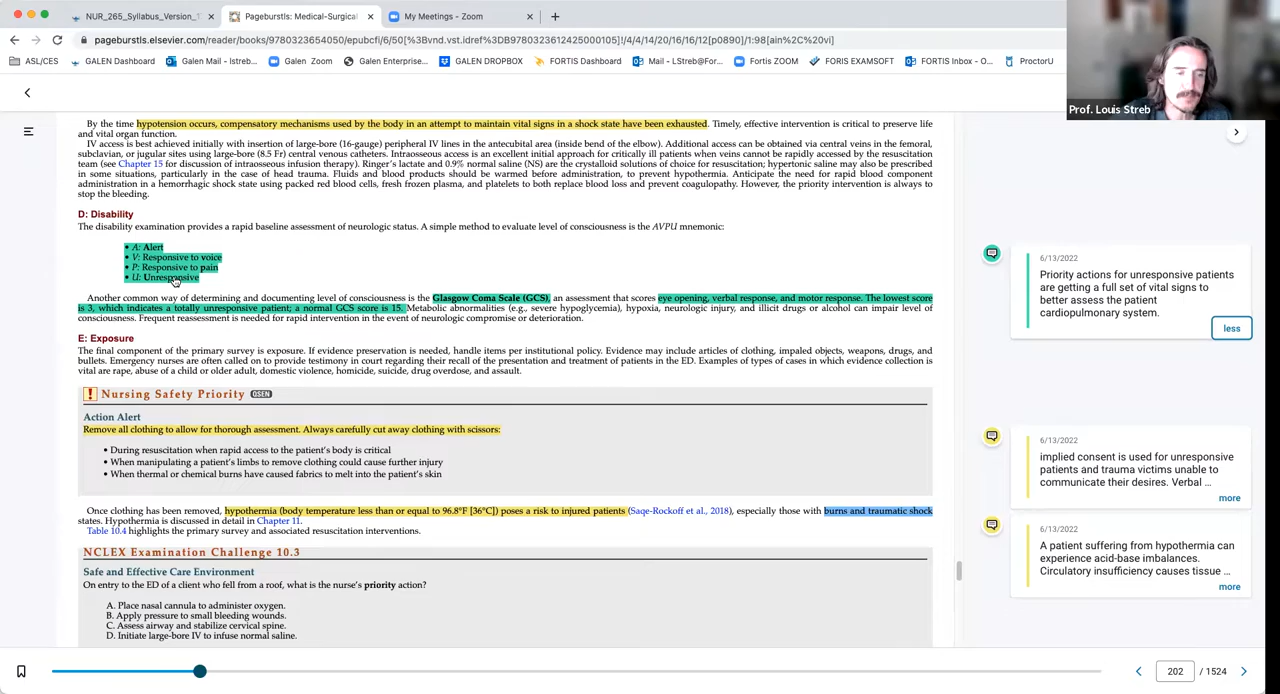 NUR_265_Syllabus_Version_
Pageburstls: Medical-Surgical
My Meetings - Zoom
pageburstls.elsevier.com/reader/books/9780323654050/epubcfi/6/50[%3Bvnd.vst.idref%3DB9780323612425000105]!/4/4/14/20/16/16/12[p0890]/1:98[ain%2C%20vi]
ASL/CES
GALEN Dashboard
Galen Mail - lstreb...
Galen Zoom
Galen Enterprise...
GALEN DROPBOX
FORTIS Dashboard
Mail - LStreb@For...
Fortis ZOOM
FORIS EXAMSOFT
FORTIS Inbox - O...
ProctorU
Prof. Louis Streb
By the time hypotension occurs, compensatory mechanisms used by the body in an attempt to maintain vital signs in a shock state have been exhausted. Timely, effective intervention is critical to preserve life
and vital organ function.
IV access is best achieved initially with insertion of large-bore (16-gauge) peripheral IV lines in the antecubital area (inside bend of the elbow). Additional access can be obtained via central veins in the femoral,
subclavian, or jugular sites using large-bore (8.5 Fr) central venous catheters. Intraosseous access is an excellent initial approach for critically ill patients when veins cannot be rapidly accessed by the resuscitation
team (see Chapter 15 for discussion of intraosseous infusion therapy). Ringer's lactate and 0.9% normal saline (NS) are the crystalloid solutions of choice for resuscitation; hypertonic saline may also be prescribed
in some situations, particularly in the case of head trauma. Fluids and blood products should be warmed before administration, to prevent hypothermia. Anticipate the need for rapid blood component
administration in a hemorrhagic shock state using packed red blood cells, fresh frozen plasma, and platelets to both replace blood loss and prevent coagulopathy. However, the priority intervention is always to
stop the bleeding.
D: Disability
The disability examination provides a rapid baseline assessment of neurologic status. A simple method to evaluate level of consciousness is the AVPU mnemonic:
• A: Alert
• V: Responsive to voice
• P: Responsive to pain
• U: Unresponsive
Another common way of determining and documenting level of consciousness is the Glasgow Coma Scale (GCS), an assessment that scores eye opening, verbal response, and motor response. The lowest score
is 3, which indicates a totally unresponsive patient; a normal GCS score is 15. Metabolic abnormalities (e.g., severe hypoglycemia), hypoxia, neurologic injury, and illicit drugs or alcohol can impair level of
consciousness. Frequent reassessment is needed for rapid intervention in the event of neurologic compromise or deterioration.
E: Exposure
The final component of the primary survey is exposure. If evidence preservation is needed, handle items per institutional policy. Evidence may include articles of clothing, impaled objects, weapons, drugs, and
bullets. Emergency nurses are often called on to provide testimony in court regarding their recall of the presentation and treatment of patients in the ED. Examples of types of cases in which evidence collection is
vital are rape, abuse of a child or older adult, domestic violence, homicide, suicide, drug overdose, and assault.
! Nursing Safety Priority QSEN
Action Alert
Remove all clothing to allow for thorough assessment. Always carefully cut away clothing with scissors:
• During resuscitation when rapid access to the patient's body is critical
• When manipulating a patient's limbs to remove clothing could cause further injury
• When thermal or chemical burns have caused fabrics to melt into the patient's skin
Once clothing has been removed, hypothermia (body temperature less than or equal to 96.8°F [36°C]) poses a risk to injured patients (Saqe-Rockoff et al., 2018), especially those with burns and traumatic shock
states. Hypothermia is discussed in detail in Chapter 11.
Table 10.4 highlights the primary survey and associated resuscitation interventions.
NCLEX Examination Challenge 10.3
Safe and Effective Care Environment
On entry to the ED of a client who fell from a roof, what is the nurse's priority action?
A. Place nasal cannula to administer oxygen.
B. Apply pressure to small bleeding wounds.
C. Assess airway and stabilize cervical spine.
D. Initiate large-bore IV to infuse normal saline.
6/13/2022
Priority actions for unresponsive patients
are getting a full set of vital signs to
better assess the patient
cardiopulmonary system.
less
6/13/2022
implied consent is used for unresponsive
patients and trauma victims unable to
communicate their desires. Verbal ...
more
6/13/2022
A patient suffering from hypothermia can
experience acid-base imbalances.
Circulatory insufficiency causes tissue ...
more
202 / 1524